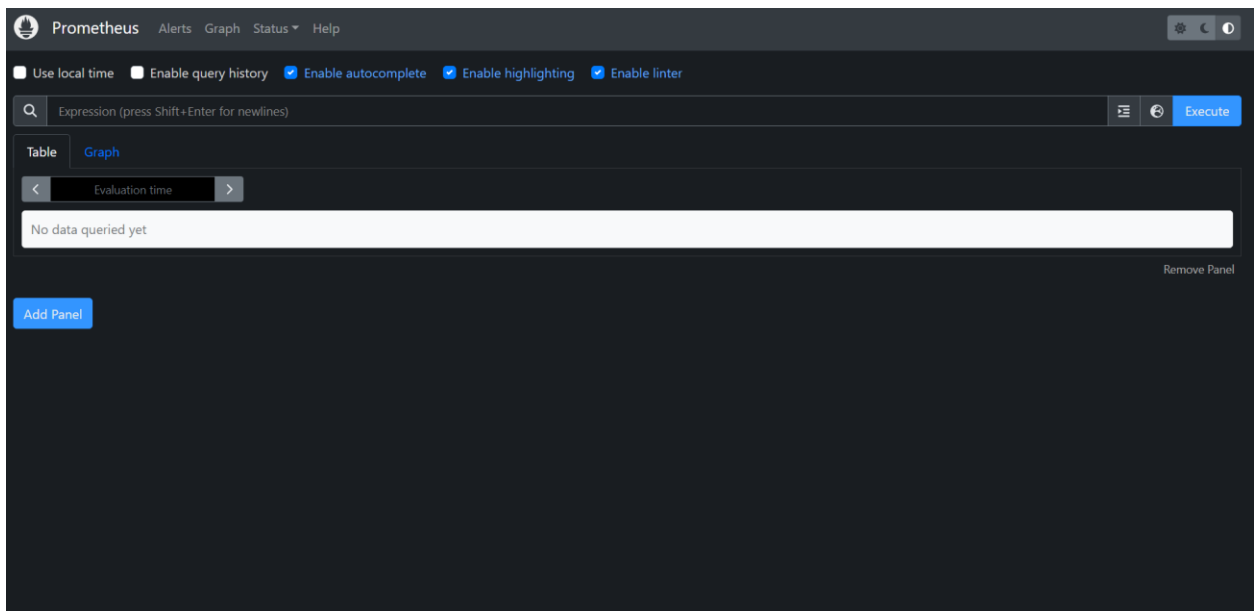 Prometheus Alerts Graph Status Help
Use local time Enable query history Enable autocomplete Enable highlighting Enable linter
Expression (press Shift+Enter for newlines) Execute
Table Graph
Evaluation time
No data queried yet
Remove Panel
Add Panel